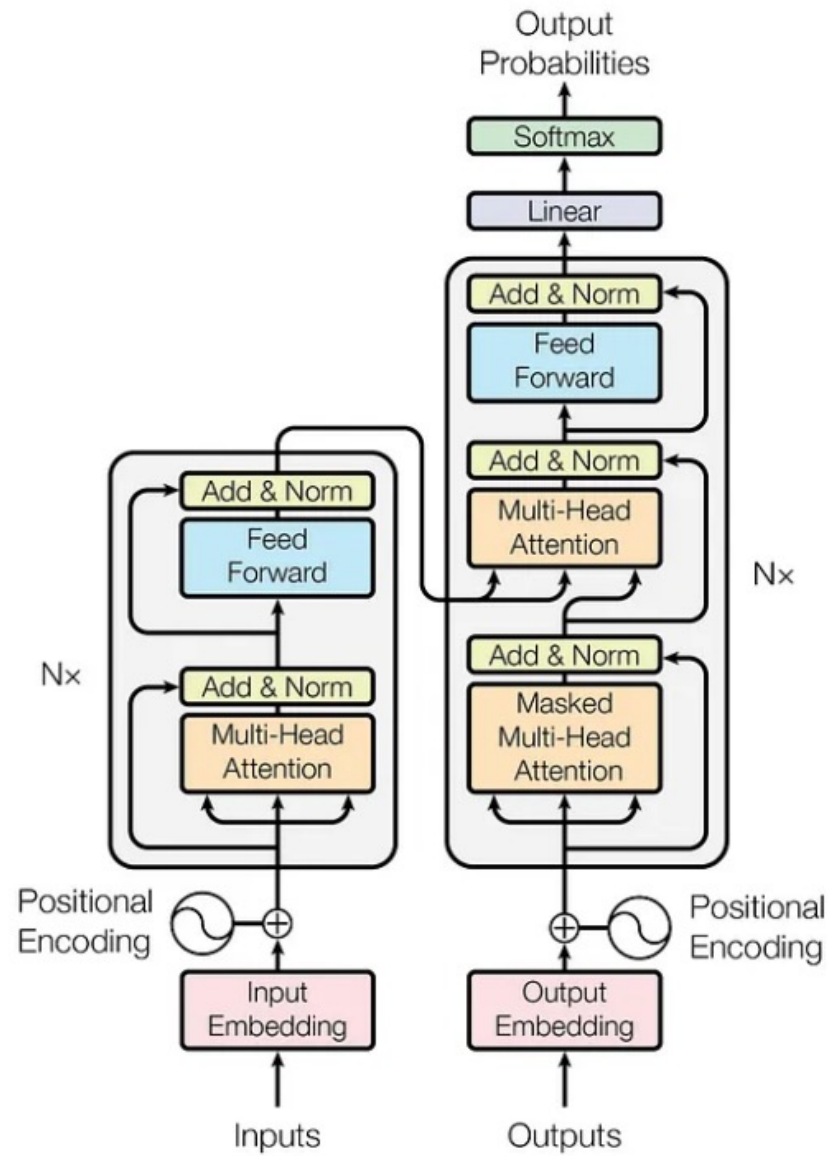 Output
Probabilities
Softmax
Linear
Add & Norm
Feed
Forward
Add & Norm
Multi-Head
Attention
Nx
Add & Norm
Masked
Multi-Head
Attention
Add & Norm
Feed
Forward
Nx
Add & Norm
Multi-Head
Attention
Positional
Encoding
Positional
Encoding
Input
Embedding
Output
Embedding
Inputs
Outputs